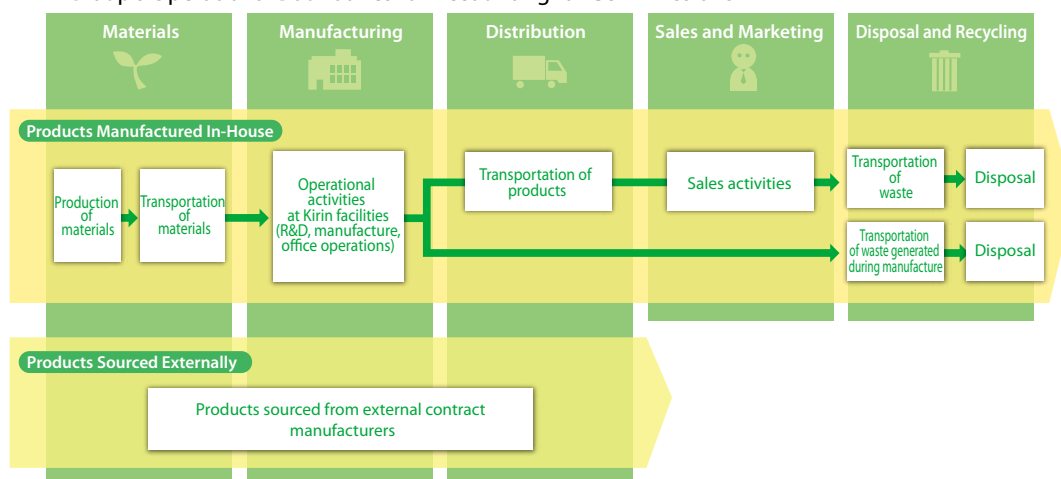 Materials
Manufacturing
Distribution
Sales and Marketing
Disposal and Recycling
Products Manufactured In-House
Production
of
materials
Transportation
of
materials
Operational
activities
at Kirin facilities
(R&D, manufacture,
office operations)
Transportation of
products
Sales activities
Transportation
of
waste
Disposal
Transportation
of waste generated
during manufacture
Disposal
Products Sourced Externally
Products sourced from external contract
manufacturers